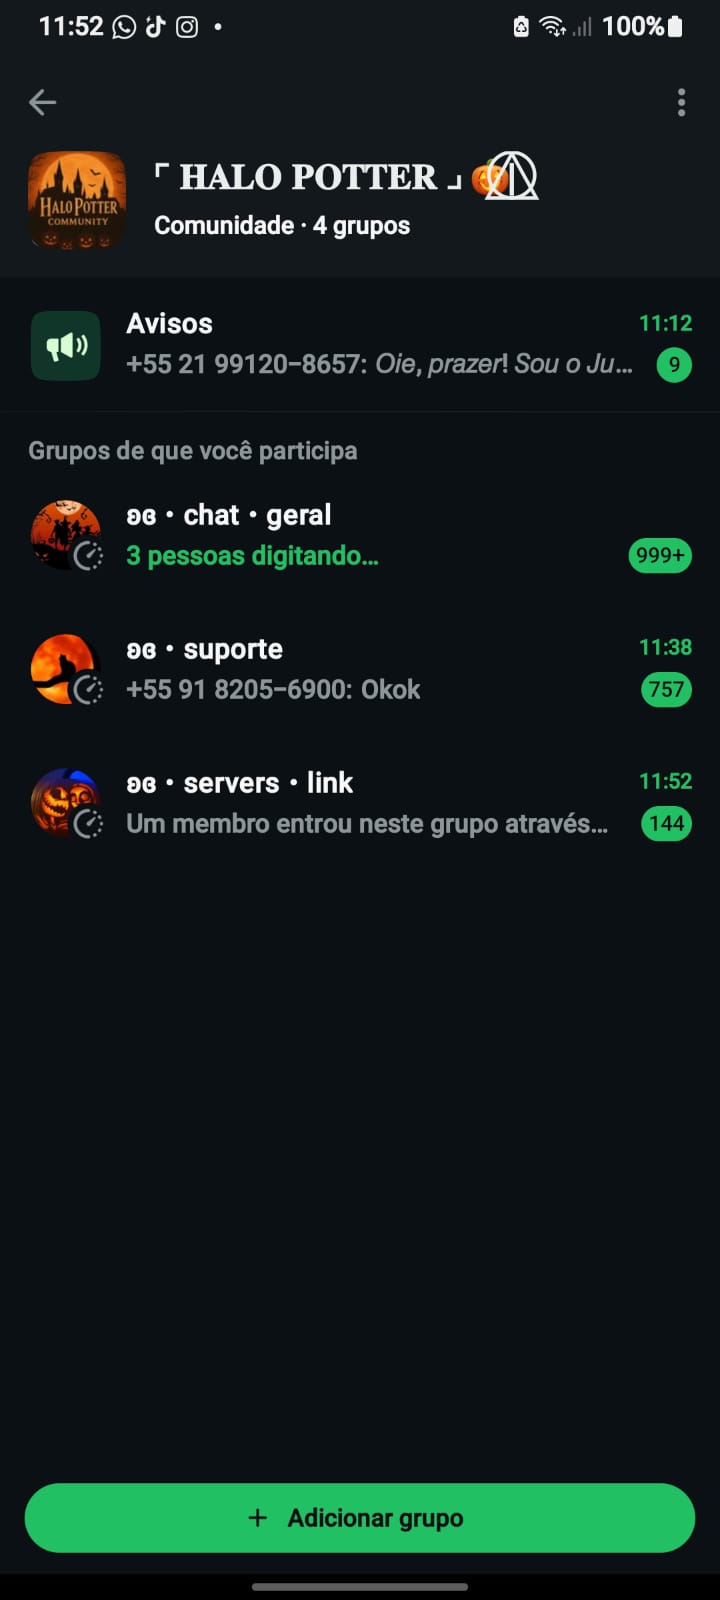 11:52 100%
HALO POTTER
COMMUNITY
「 HALO POTTER 」
Comunidade · 4 grupos
Avisos 11:12
+55 21 99120-8657: Oie, prazer! Sou o Ju... 9
Grupos de que você participa
ʚɞ • chat • geral
3 pessoas digitando... 999+
ʚɞ • suporte 11:38
+55 91 8205-6900: Okok 757
ʚɞ • servers • link 11:52
Um membro entrou neste grupo através... 144
+ Adicionar grupo